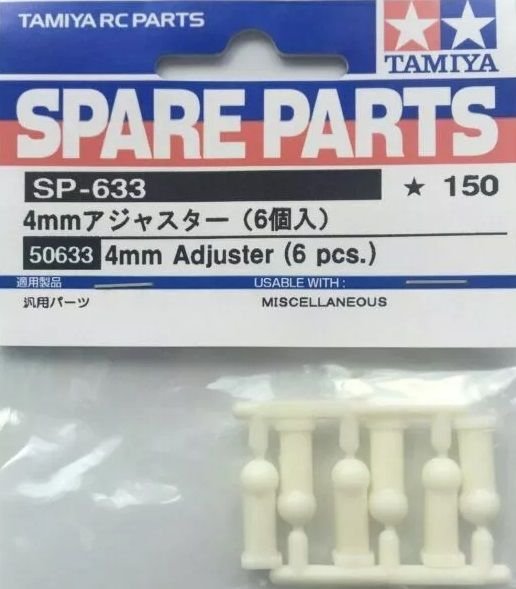 TAMIYA RC PARTS
TAMIYA
SPARE PARTS
SP-633 ★ 150
4mmアジャスター（6個入）
50633 4mm Adjuster (6 pcs.)
適用製品 USABLE WITH :
汎用パーツ MISCELLANEOUS